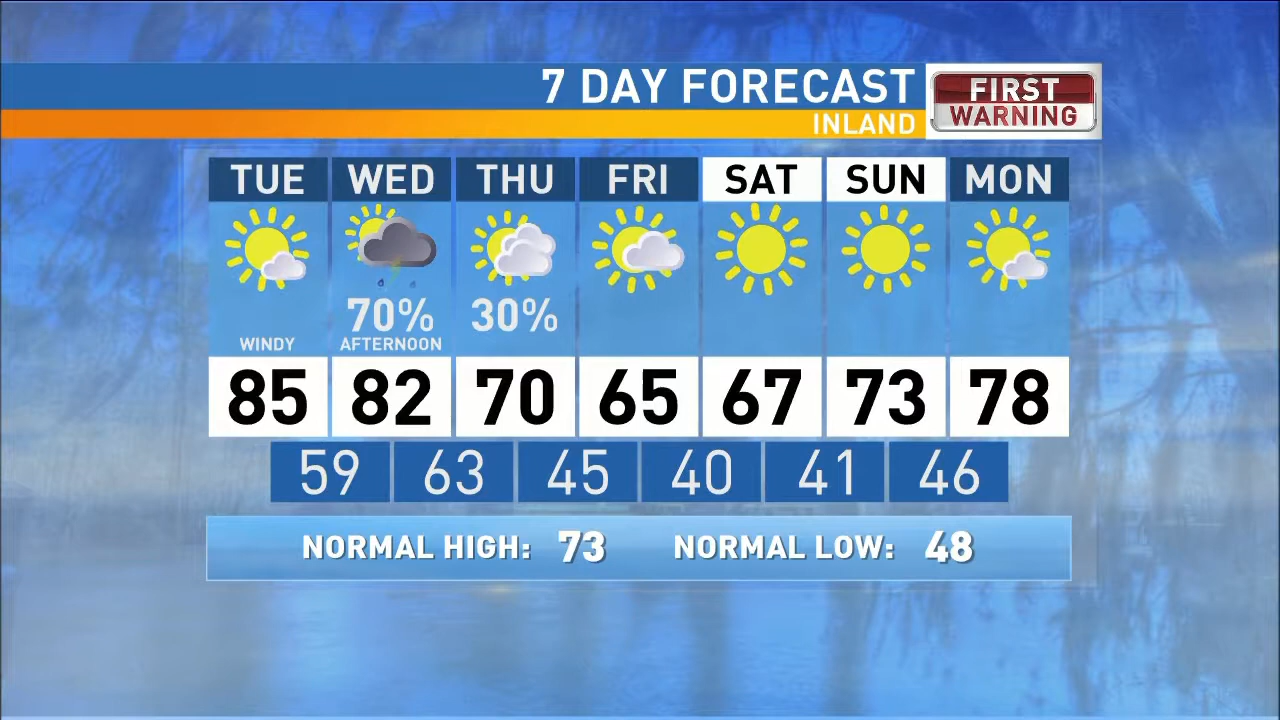 7 DAY FORECAST
INLAND
FIRST
WARNING
TUE WED THU FRI SAT SUN MON
70% 30%
WINDY AFTERNOON
85 82 70 65 67 73 78
59 63 45 40 41 46
NORMAL HIGH: 73 NORMAL LOW: 48